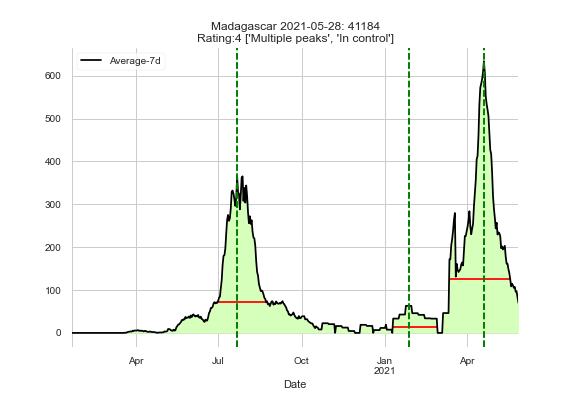 Madagascar 2021-05-28: 41184
Rating:4 ['Multiple peaks', 'In control']
Average-7d
600
500
400
300
200
100
0
Apr
Jul
Oct
Jan
2021
Apr
Date